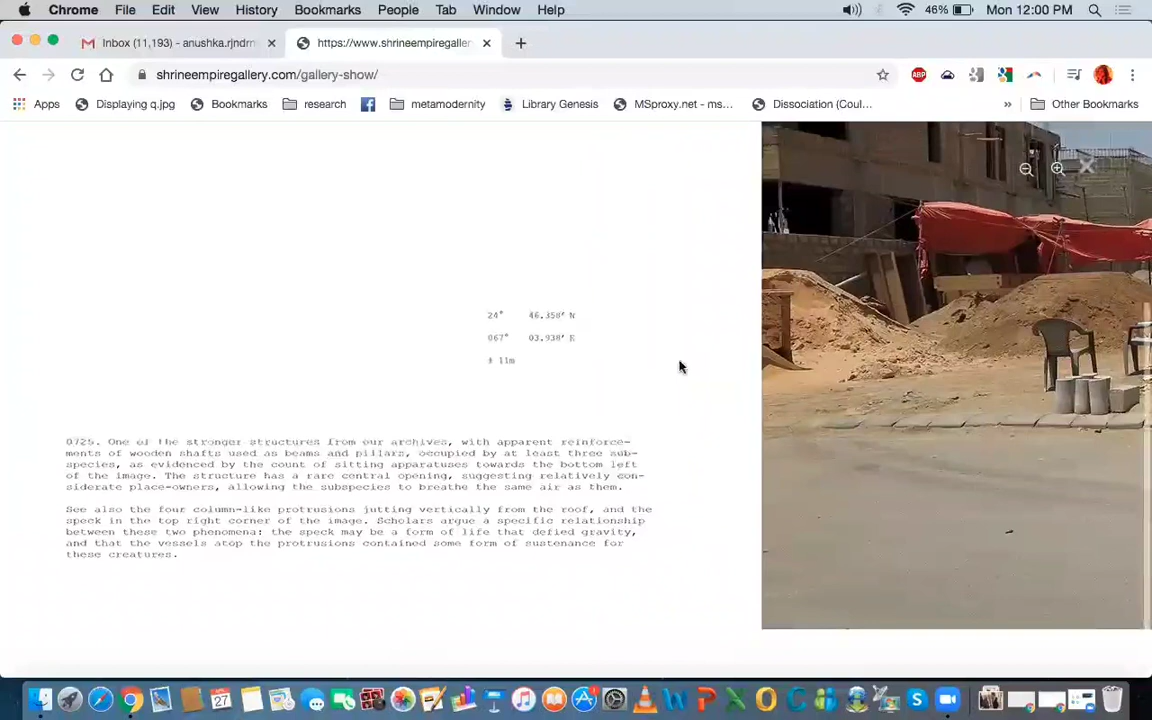 Chrome File Edit View History Bookmarks People Tab Window Help 46% Mon 12:00 PM
Inbox (11,193) - anushka.rjndrn https://www.shrineempiregaller
shrineempiregallery.com/gallery-show/ ABP
Apps Displaying q.jpg Bookmarks research metamodernity Library Genesis MSproxy.net - ms... Dissociation (Coul... » Other Bookmarks
24° 46.358' N
067° 03.938' E
± 11m
0725. One of the stronger structures from our archives, with apparent reinforce-
ments of wooden shafts used as beams and pillars, occupied by at least three sub-
species, as evidenced by the count of sitting apparatuses towards the bottom left
of the image. The structure has a rare central opening, suggesting relatively con-
siderate place-owners, allowing the subspecies to breathe the same air as them.
See also the four column-like protrusions jutting vertically from the roof, and the
speck in the top right corner of the image. Scholars argue a specific relationship
between these two phenomena: the speck may be a form of life that defied gravity,
and that the vessels atop the protrusions contained some form of sustenance for
these creatures.